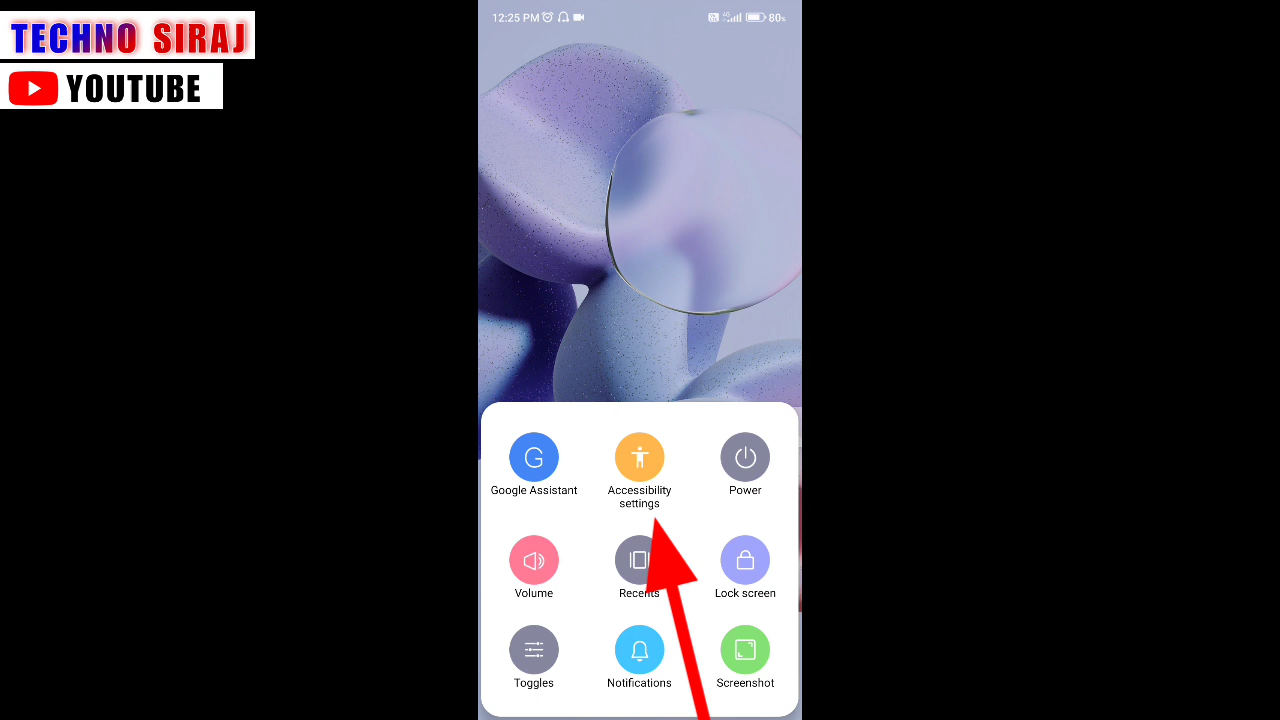 TECHNO SIRAJ
YOUTUBE
12:25 PM
4G
80%
Google Assistant
Accessibility
settings
Power
Volume
Recents
Lock screen
Toggles
Notifications
Screenshot